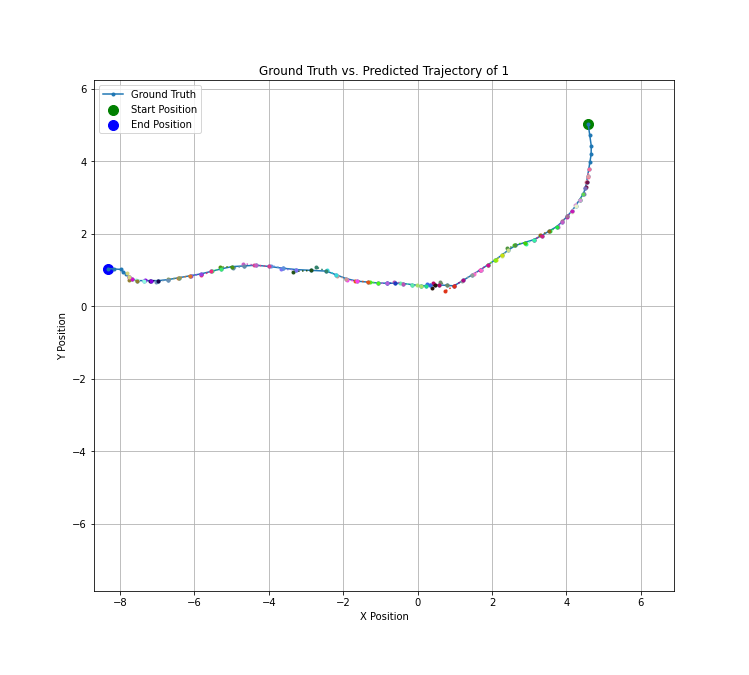 Ground Truth vs. Predicted Trajectory of 1
Ground Truth
Start Position
End Position
6
4
2
0
−2
−4
−6
Y Position
−8 −6 −4 −2 0 2 4 6
X Position